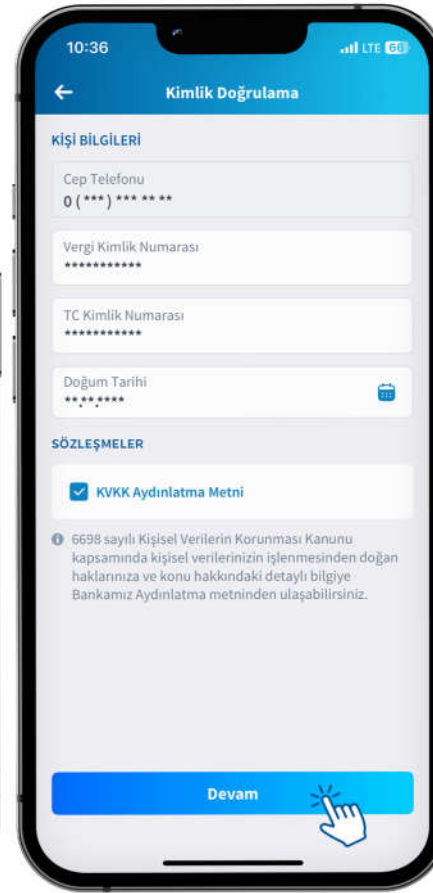 10:36
LTE 66
Kimlik Doğrulama
KİŞİ BİLGİLERİ
Cep Telefonu
0 (***) *** ** **
Vergi Kimlik Numarası
***********
TC Kimlik Numarası
***********
Doğum Tarihi
**.**.****
SÖZLEŞMELER
KVKK Aydınlatma Metni
6698 sayılı Kişisel Verilerin Korunması Kanunu
kapsamında kişisel verilerinizin işlenmesinden doğan
haklarınıza ve konu hakkındaki detaylı bilgiye
Bankamız Aydınlatma metninden ulaşabilirsiniz.
Devam